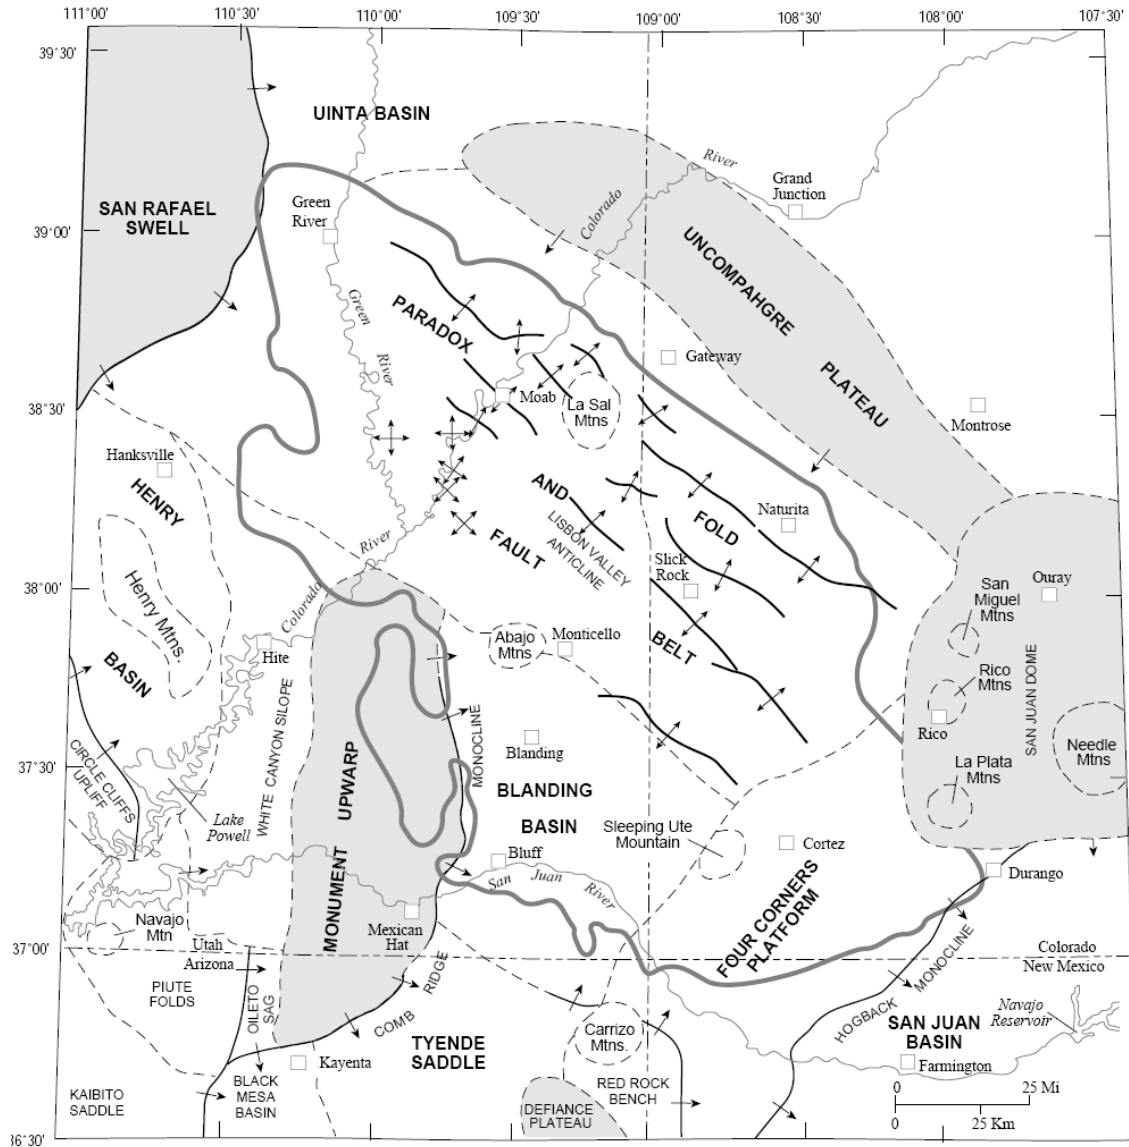 111°00'
110°30'
110°00'
109°30'
109°00'
108°30'
108°00'
107°30'
39°30'
UINTA BASIN
River
Grand
Junction
SAN RAFAEL
SWELL
Green
River
Colorado
39°00'
UNCOMPAHGRE
PLATEAU
PARADOX
Green
River
Gateway
Moab
La Sal
Mtns
38°30'
Montrose
Hanksville
HENRY
AND
FOLD
Naturita
LISBON VALLEY
ANTICLINE
FAULT
River
Slick
Rock
38°00'
Colorado
San
Miguel
Mtns
Ouray
Henry Mtns.
Hite
Abajo
Mtns
Monticello
BELT
BASIN
Rico
Mtns
SAN JUAN DOME
Rico
WHITE CANYON SlLOPE
MONOCLINE
Blanding
Needle
Mtns
La Plata
Mtns
37°30'
CIRCLE CLIFFS
UPLIFF
UPWARP
BLANDING
BASIN
Lake
Powell
Sleeping Ute
Mountain
Cortez
Bluff
San
Juan
River
Durango
MONUMENT
FOUR CORNERS
PLATFORM
Navajo
Mtn
Mexican
Hat
37°00'
Utah
Arizona
Colorado
New Mexico
PIUTE
FOLDS
OILETO
SAG
RIDGE
COMB
MONOCLINE
HOGBACK
Navajo
Reservoir
TYENDE
SADDLE
Carrizo
Mtns.
SAN JUAN
BASIN
Kayenta
Farmington
KAIBITO
SADDLE
BLACK
MESA
BASIN
RED ROCK
BENCH
DEFIANCE
PLATEAU
0
25 Mi
0
25 Km
36°30'